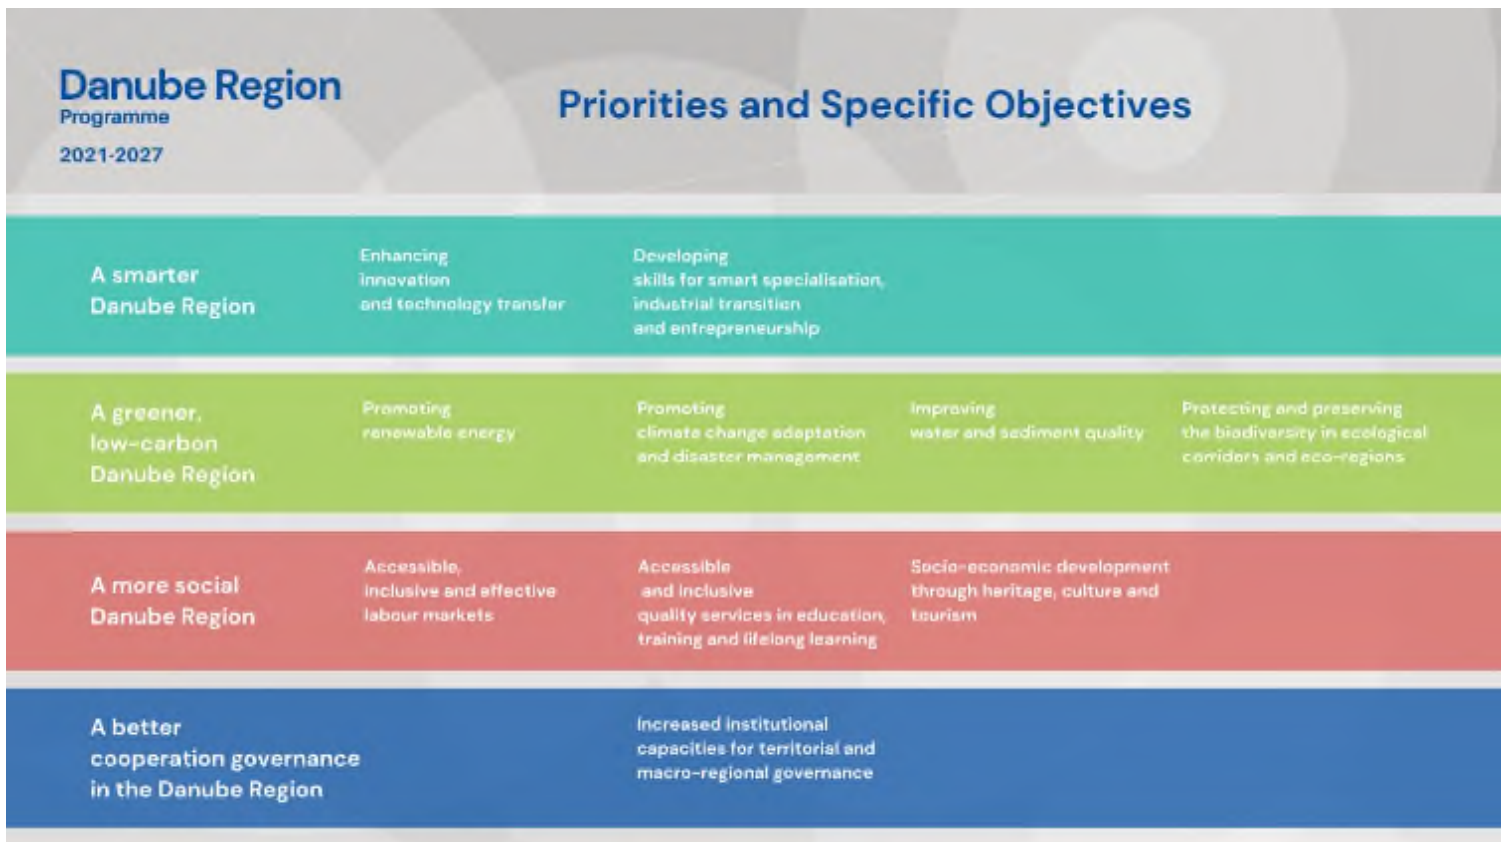 Danube Region
Programme
2021-2027
Priorities and Specific Objectives
A smarter
Danube Region
Enhancing
innovation
and technology transfer
Developing
skills for smart specialisation,
industrial transition
and entrepreneurship
A greener,
low-carbon
Danube Region
Promoting
renewable energy
Promoting
climate change adaptation
and disaster management
Improving
water and sediment quality
Protecting and preserving
the biodiversity in ecological
corridors and eco-regions
A more social
Danube Region
Accessible,
inclusive and effective
labour markets
Accessible
and inclusive
quality services in education,
training and lifelong learning
Socio-economic development
through heritage, culture and
tourism
A better
cooperation governance
in the Danube Region
Increased institutional
capacities for territorial and
macro-regional governance